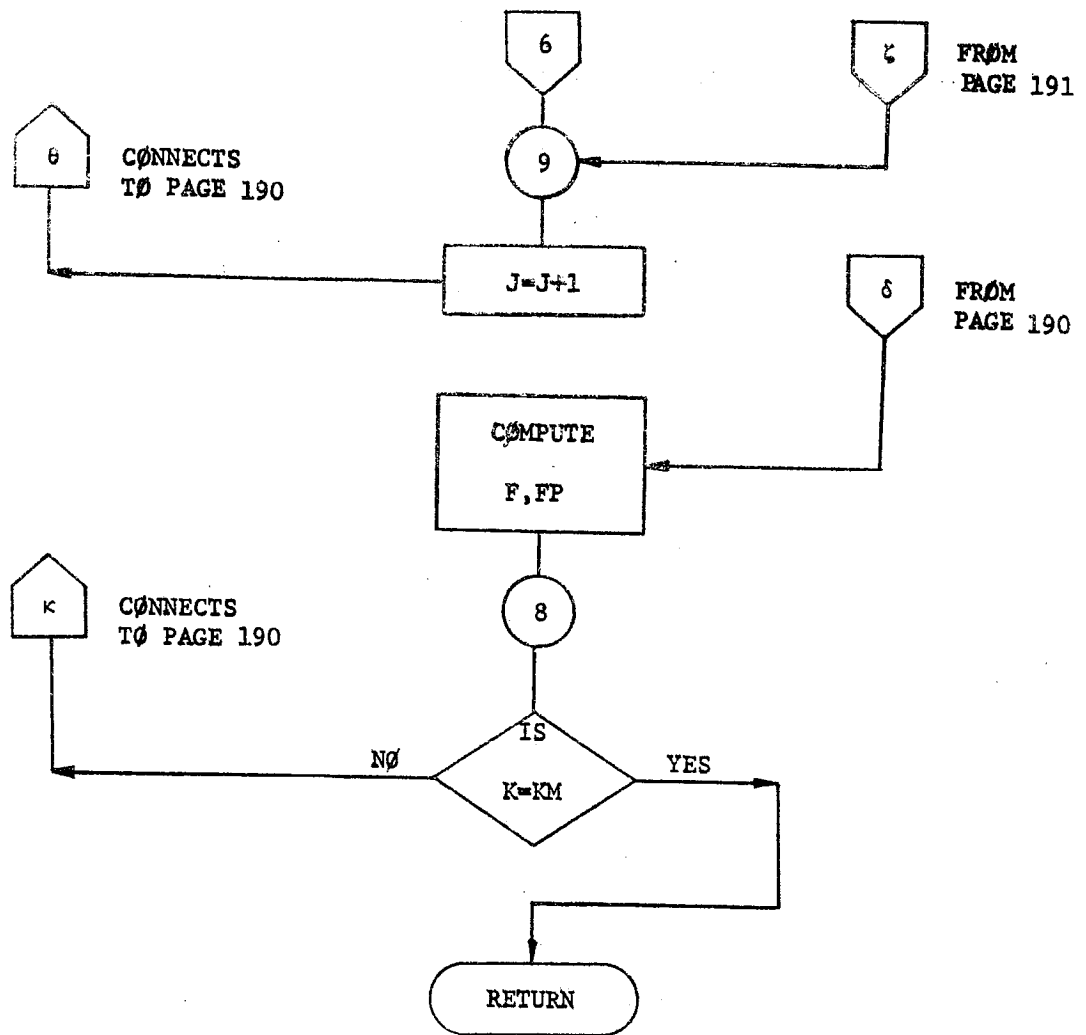 6
ζ
FRØM
PAGE 191
θ
CØNNECTS
TØ PAGE 190
9
J=J+1
δ
FRØM
PAGE 190
CØMPUTE
F,FP
κ
CØNNECTS
TØ PAGE 190
8
IS
K=KM
NØ
YES
RETURN